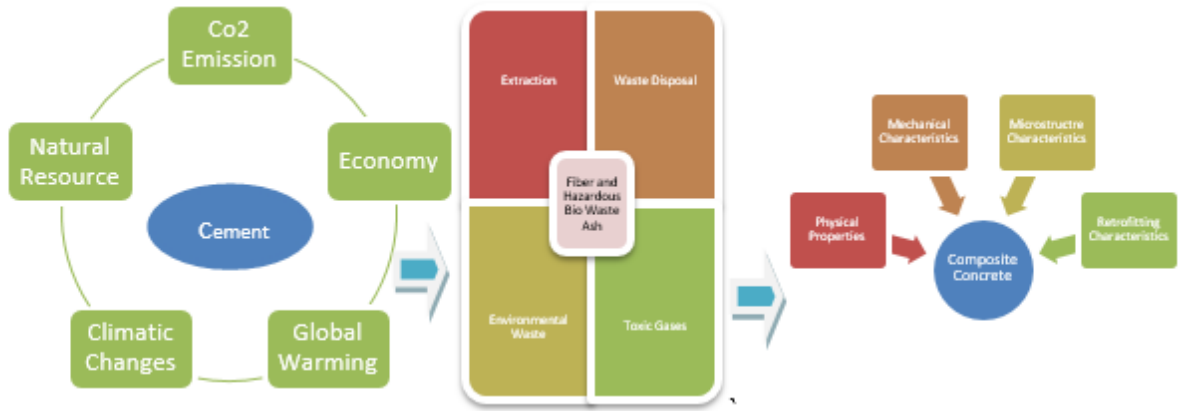 Co2
Emission
Natural
Resource
Economy
Cement
Climatic
Changes
Global
Warming
Extraction
Waste Disposal
Fiber and
Hazardous
Bio Waste
Ash
Environmental
Waste
Toxic Gases
Mechanical
Characteristics
Microstructre
Characteristics
Physical
Properties
Retrofitting
Characteristics
Composite
Concrete